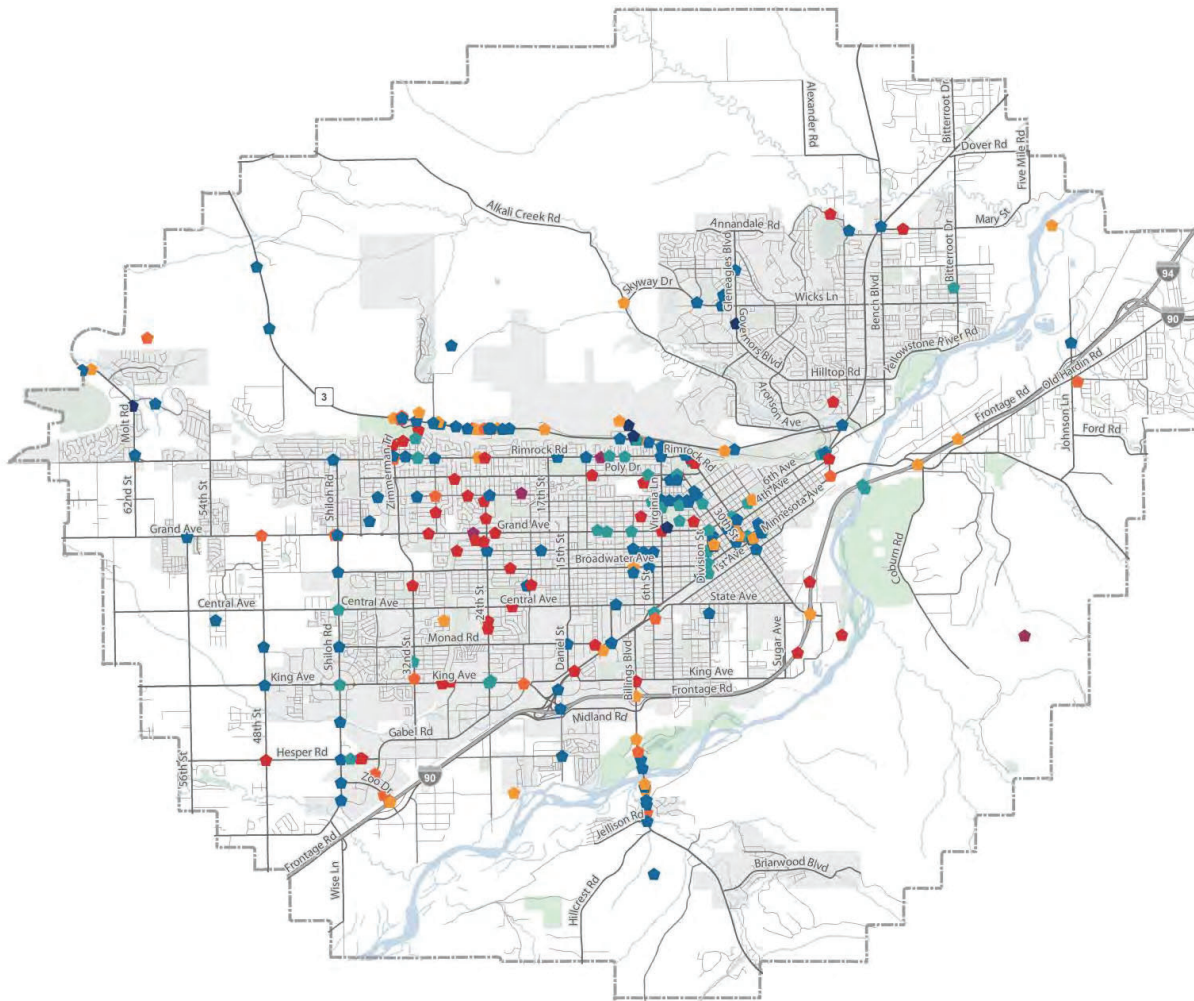 Alexander Rd
Bitterroot Dr
Dover Rd
Five Mile Rd
Alkali Creek Rd
Annandale Rd
Mary St
Gleneagles Blvd
Bitterroot Dr
94
Skyway Dr
Wicks Ln
Bench Blvd
90
Governors Blvd
Yellowstone River Rd
Hilltop Rd
Old Hardin Rd
Frontage Rd
Aronson Ave
Johnson Ln
3
Molt Rd
Ford Rd
Zimmerman Tr
Rimrock Rd
Rimrock Rd
Poly Dr
6th Ave
4th Ave
Minnesota Ave
62nd St
54th St
Shiloh Rd
17th St
Virginia Ln
30th St
Grand Ave
Grand Ave
1st Ave
15th St
Broadwater Ave
Division St
Coburn Rd
6th St
Central Ave
Central Ave
Central Ave
State Ave
24th St
Monad Rd
Shiloh Rd
32nd St
Daniel St
Sugar Ave
King Ave
King Ave
King Ave
Billings Blvd
Frontage Rd
48th St
Midland Rd
Gabel Rd
56th St
Hesper Rd
Zoo Dr
90
Jellison Rd
Frontage Rd
Wise Ln
Briarwood Blvd
Hillcrest Rd